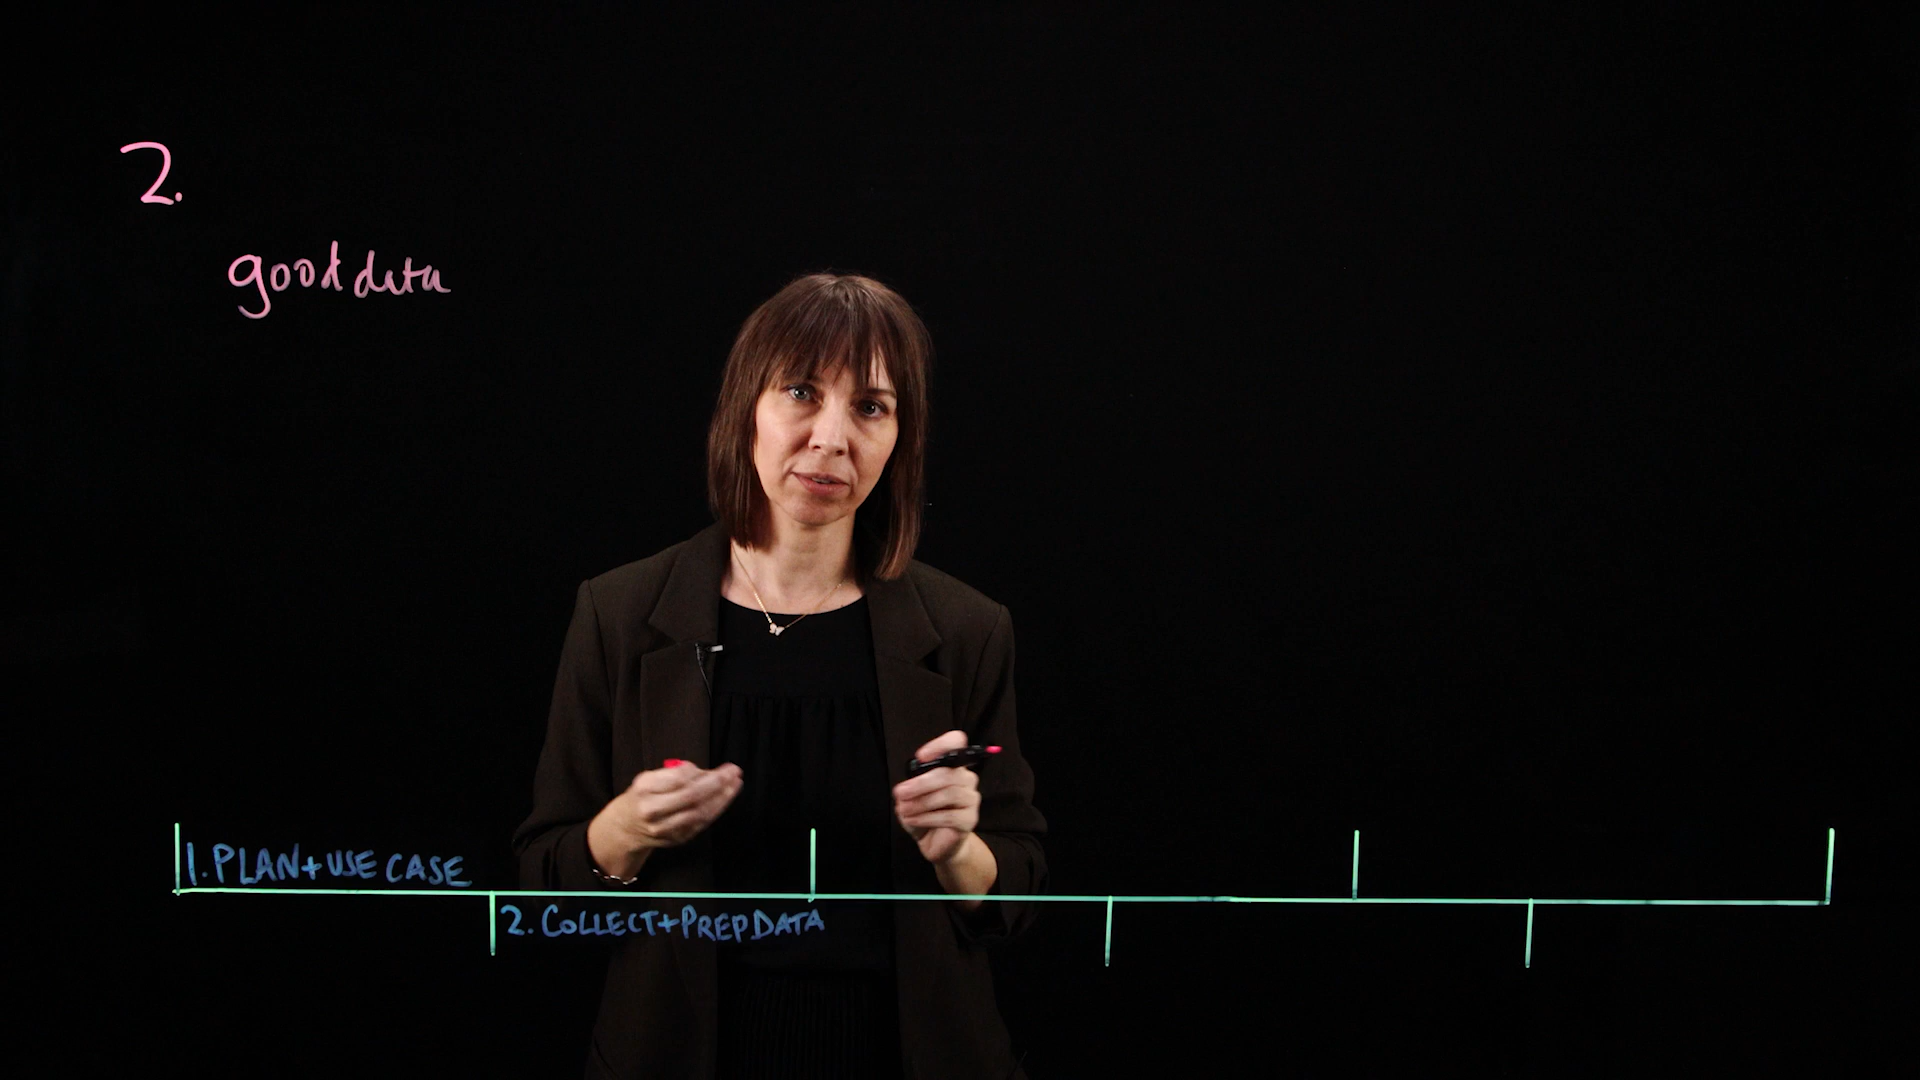 2.
good data
1. PLAN + USE CASE
2. COLLECT + PREP DATA